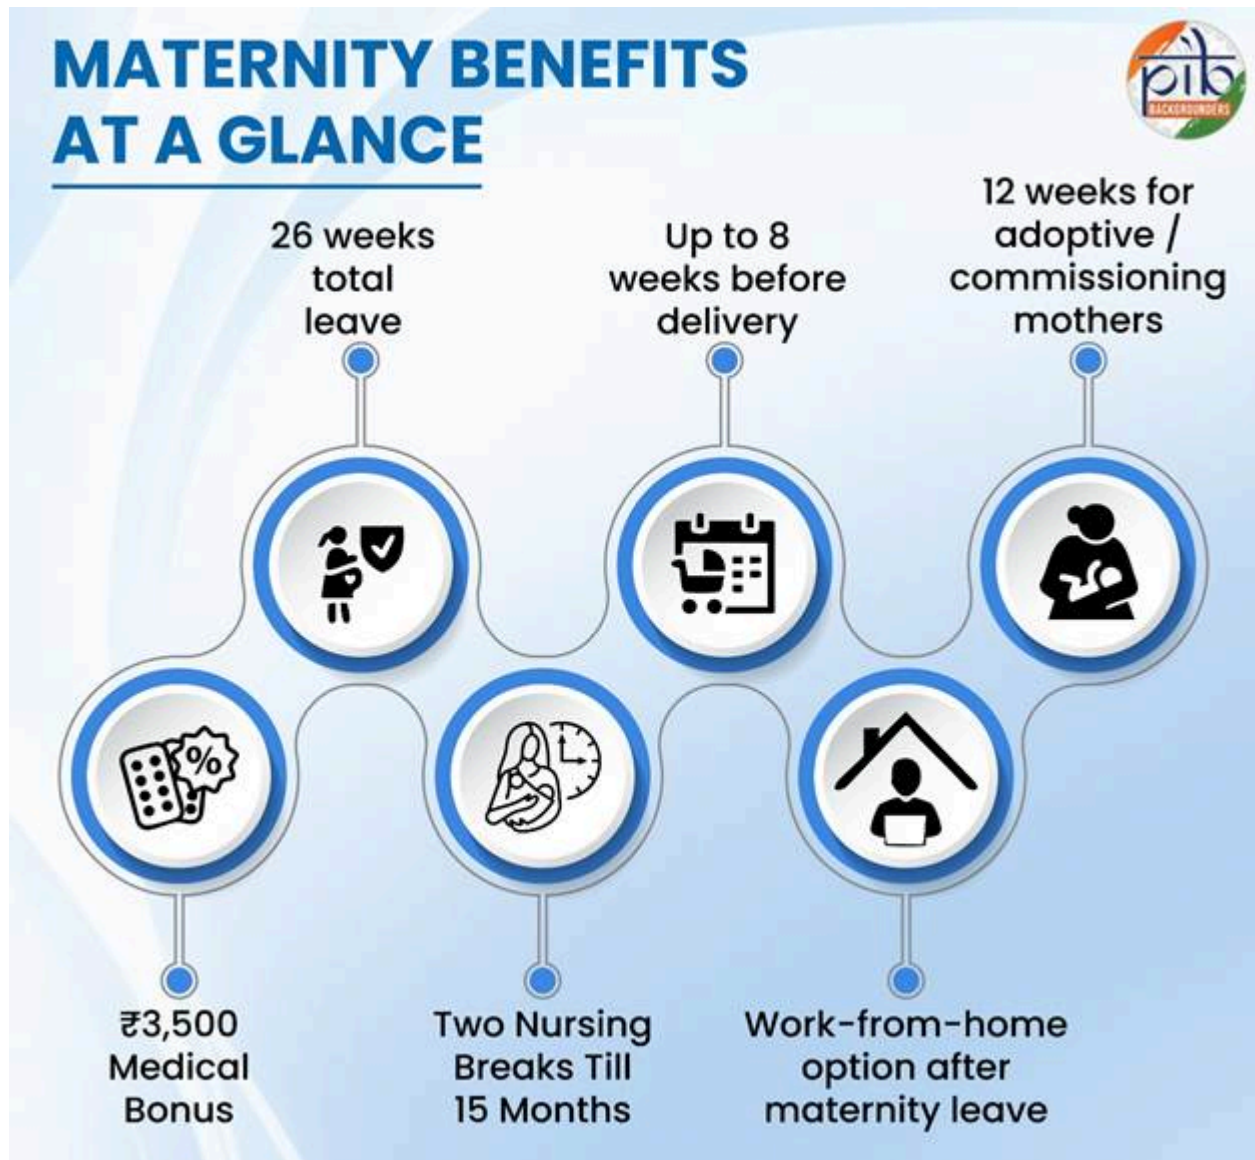 MATERNITY BENEFITS
AT A GLANCE
pib
BACKGROUNDERS
26 weeks
total
leave
Up to 8
weeks before
delivery
12 weeks for
adoptive /
commissioning
mothers
%
₹3,500
Medical
Bonus
Two Nursing
Breaks Till
15 Months
Work-from-home
option after
maternity leave